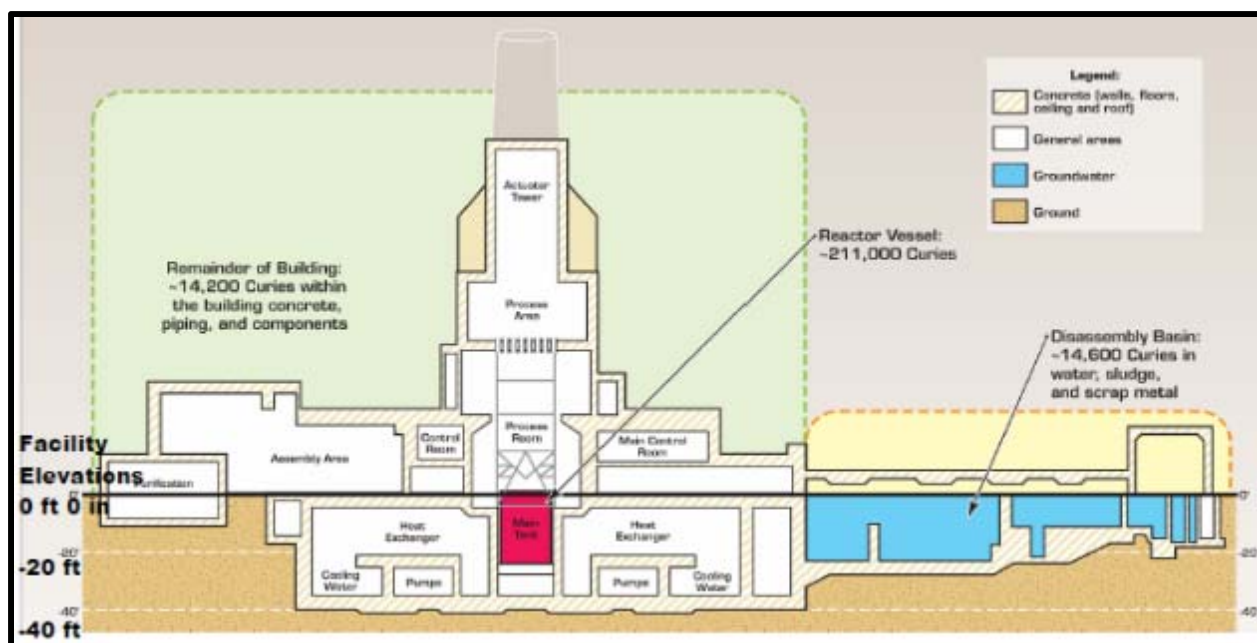 Legend:
Concrete (walls, floors,
ceiling and roof)
General areas
Groundwater
Ground
Actuator
Tower
Reactor Vessel:
~211,000 Curies
Remainder of Building:
~14,200 Curies within
the building concrete,
piping, and components
Process
Area
Disassembly Basin:
~14,600 Curies in
water, sludge,
and scrap metal
Facility
Elevations
0 ft 0 in
-20 ft
-40 ft
Control
Room
Process
Room
Main Control
Room
Assembly Area
Purification
0'
0'
Main
Tank
Heat
Exchanger
Heat
Exchanger
-20'
-20'
Cooling
Water
Pumps
Pumps
Cooling
Water
-40'
-40'